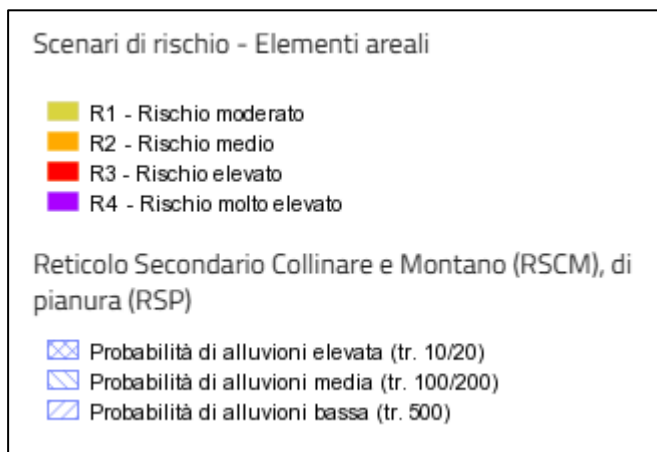 Scenari di rischio - Elementi areali
R1 - Rischio moderato
R2 - Rischio medio
R3 - Rischio elevato
R4 - Rischio molto elevato
Reticolo Secondario Collinare e Montano (RSCM), di
pianura (RSP)
Probabilità di alluvioni elevata (tr. 10/20)
Probabilità di alluvioni media (tr. 100/200)
Probabilità di alluvioni bassa (tr. 500)